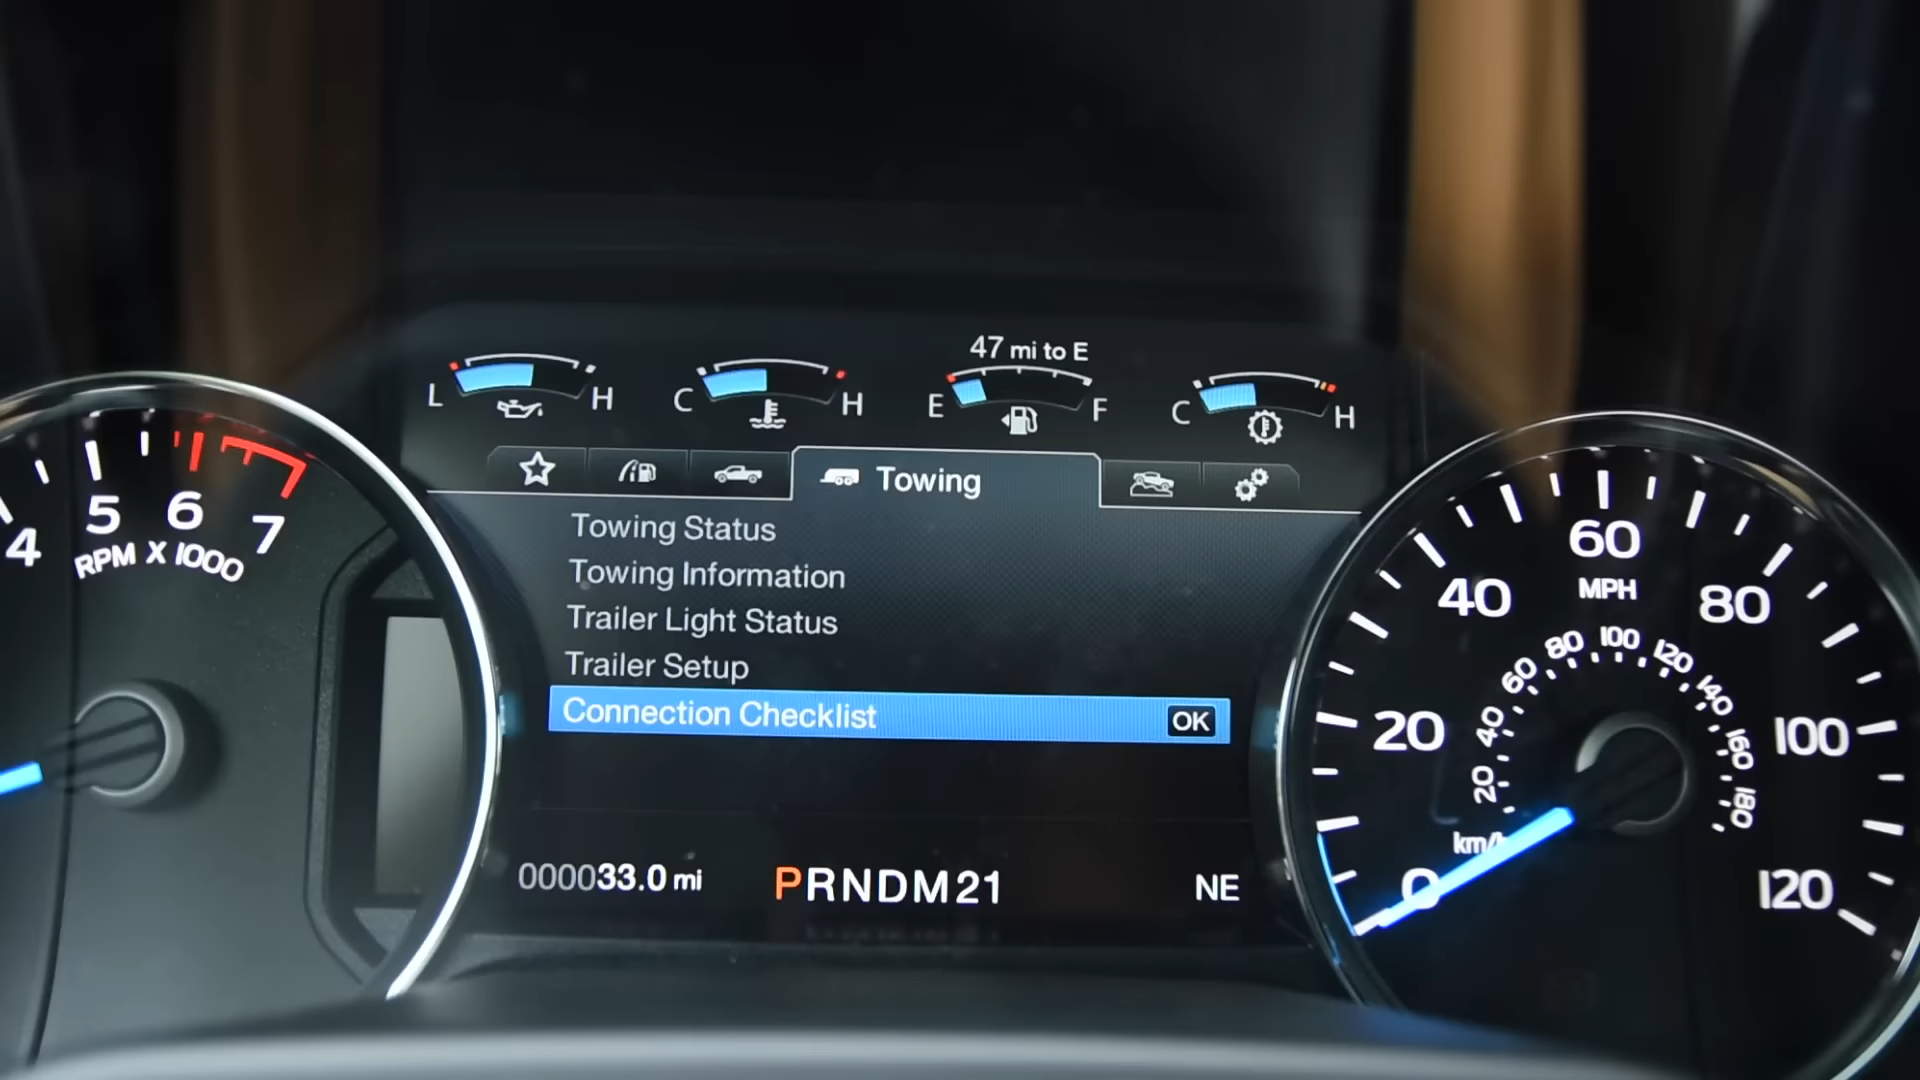 47 mi to E
L H
C H
E F
C H
Towing
Towing Status
Towing Information
Trailer Light Status
Trailer Setup
Connection Checklist OK
000033.0 mi
PRNDM21
NE
4 5 6 7
RPM X 1000
0 20 40 60 80 100 120
MPH
20 40 60 80 100 120 140 160 180
km/h